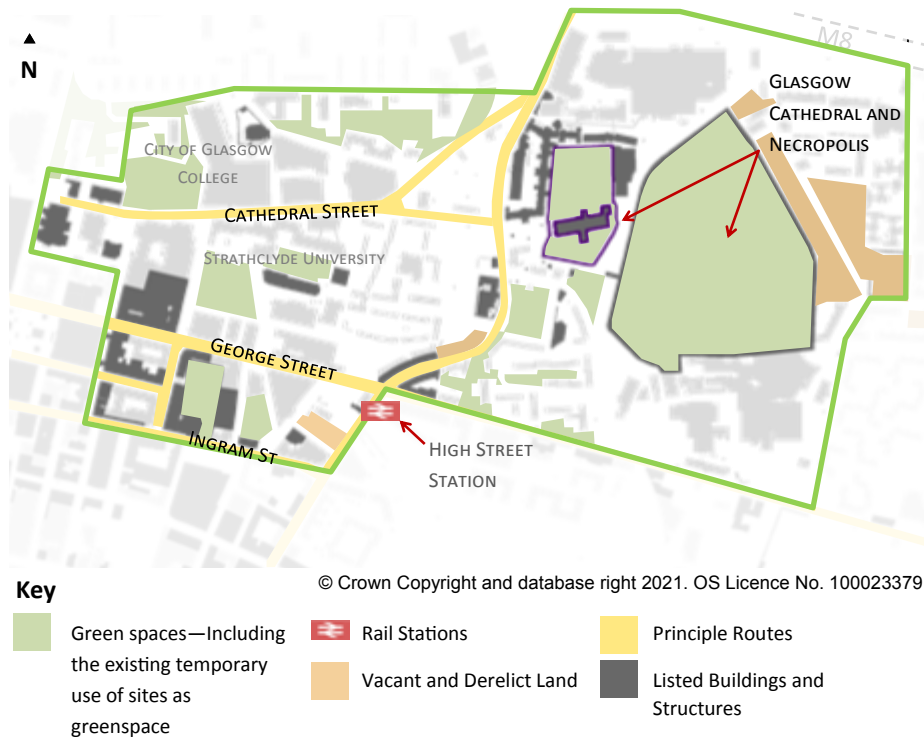 M8
N
GLASGOW
CATHEDRAL AND
NECROPOLIS
CITY OF GLASGOW
COLLEGE
CATHEDRAL STREET
STRATHCLYDE UNIVERSITY
GEORGE STREET
INGRAM ST
HIGH STREET
STATION
Key
© Crown Copyright and database right 2021. OS Licence No. 100023379
Green spaces—Including
the existing temporary
use of sites as
greenspace
Rail Stations
Vacant and Derelict Land
Principle Routes
Listed Buildings and
Structures